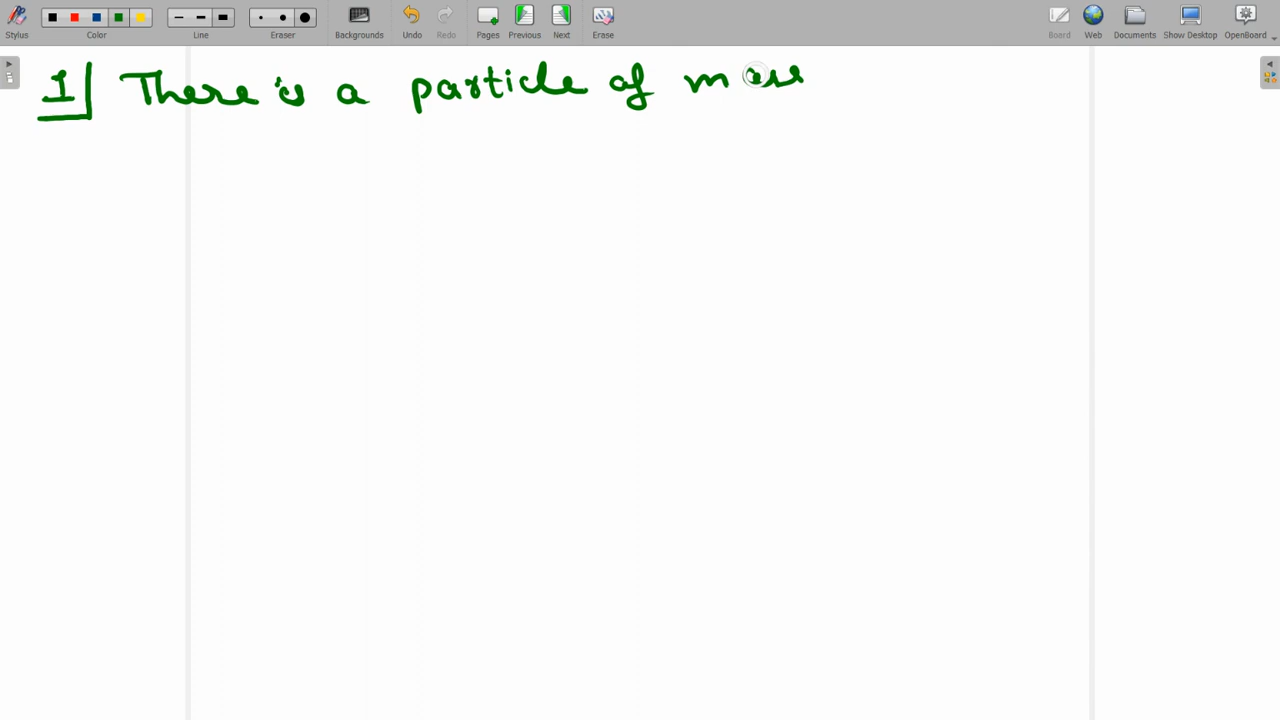 Stylus Color Line Eraser Backgrounds Undo Redo Pages Previous Next Erase Board Web Documents Show Desktop OpenBoard
1 There is a particle of mass